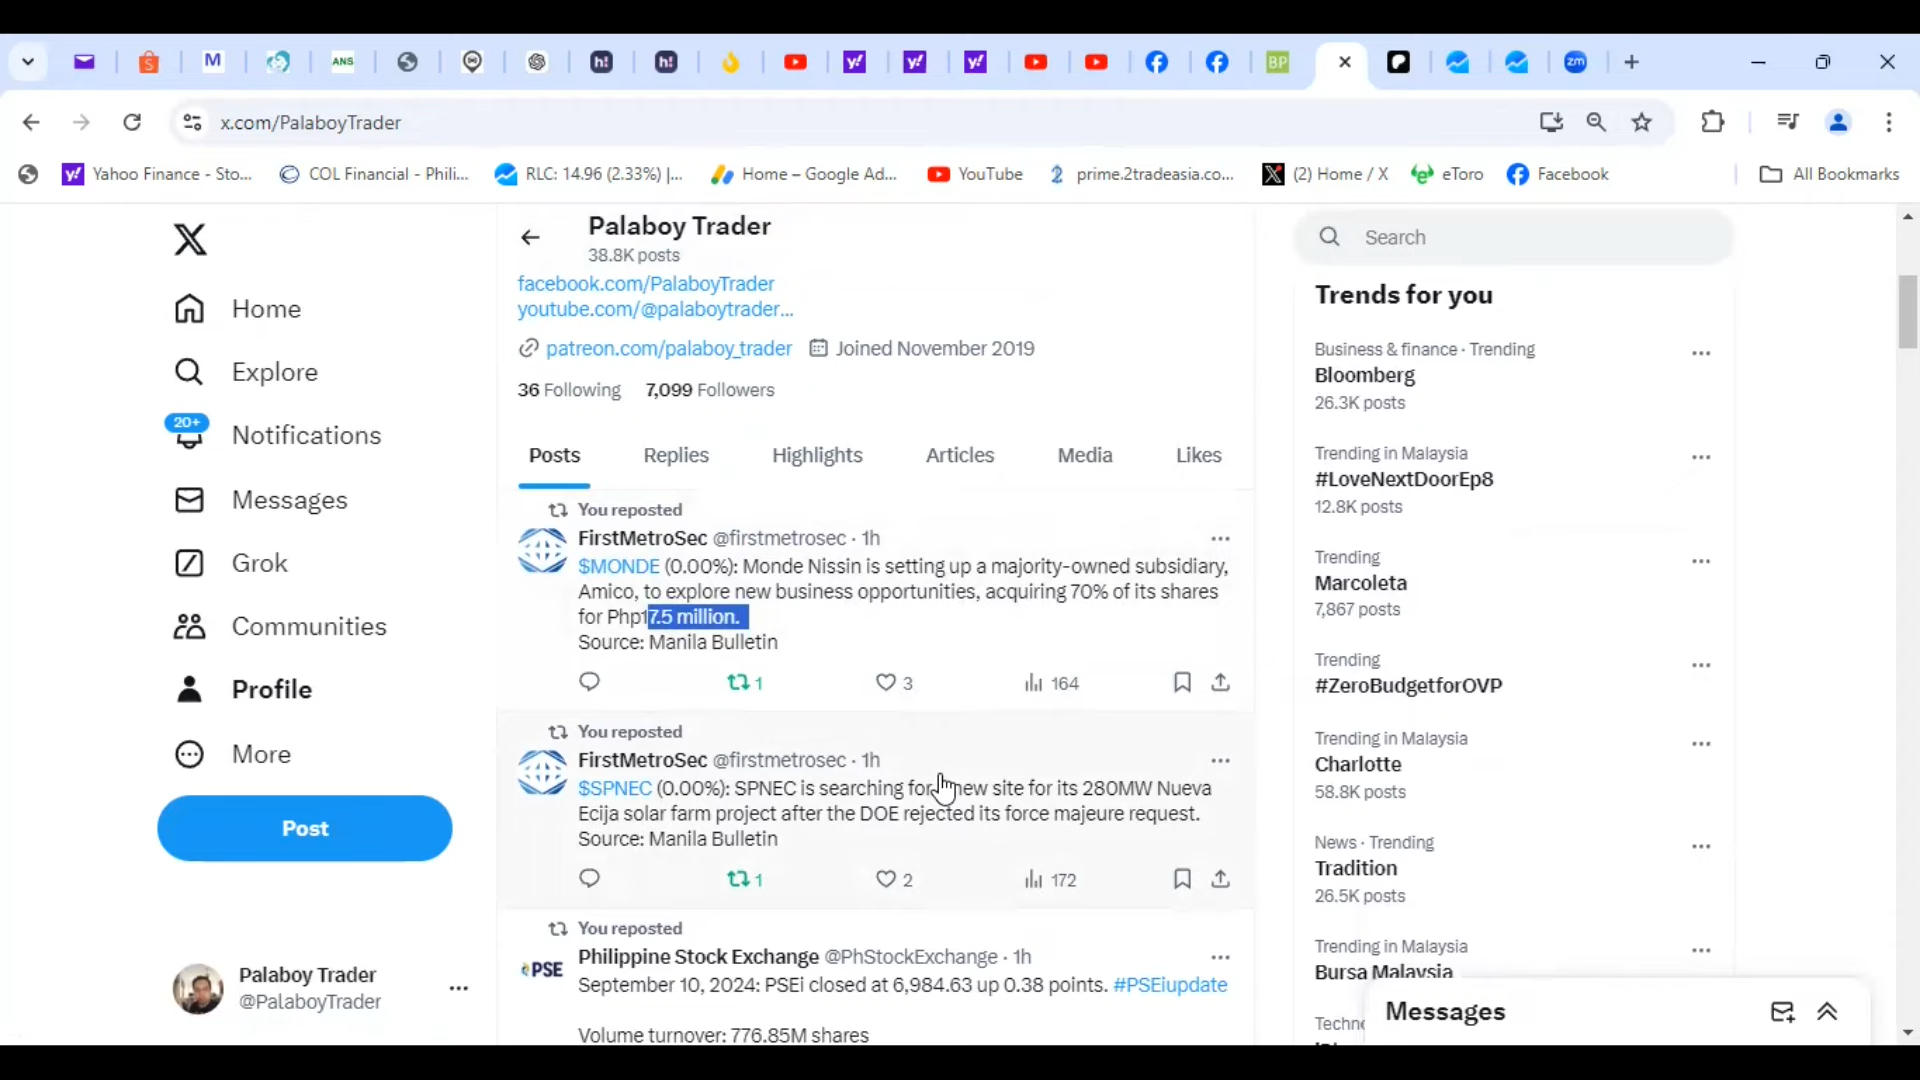 M
ANS
h!
h!
y!
y!
y!
BP
zm
x.com/PalaboyTrader
y!
Yahoo Finance - Sto...
COL Financial - Phili...
RLC: 14.96 (2.33%) |...
Home – Google Ad...
YouTube
2
prime.2tradeasia.co...
(2) Home / X
eToro
Facebook
All Bookmarks
Home
Explore
20+
Notifications
Messages
Grok
Communities
Profile
More
Post
Palaboy Trader
@PalaboyTrader
Palaboy Trader
38.8K posts
facebook.com/PalaboyTrader
youtube.com/@palaboytrader...
patreon.com/palaboy_trader
Joined November 2019
36 Following
7,099 Followers
Posts
Replies
Highlights
Articles
Media
Likes
You reposted
FirstMetroSec @firstmetrosec · 1h
$MONDE (0.00%): Monde Nissin is setting up a majority-owned subsidiary,
Amico, to explore new business opportunities, acquiring 70% of its shares
for Php17.5 million.
Source: Manila Bulletin
1
3
164
You reposted
FirstMetroSec @firstmetrosec · 1h
$SPNEC (0.00%): SPNEC is searching for new site for its 280MW Nueva
Ecija solar farm project after the DOE rejected its force majeure request.
Source: Manila Bulletin
1
2
172
You reposted
PSE
Philippine Stock Exchange @PhStockExchange · 1h
September 10, 2024: PSEi closed at 6,984.63 up 0.38 points. #PSEiupdate
Volume turnover: 776.85M shares
Search
Trends for you
Business & finance · Trending
Bloomberg
26.3K posts
Trending in Malaysia
#LoveNextDoorEp8
12.8K posts
Trending
Marcoleta
7,867 posts
Trending
#ZeroBudgetforOVP
Trending in Malaysia
Charlotte
58.8K posts
News · Trending
Tradition
26.5K posts
Trending in Malaysia
Bursa Malaysia
Messages